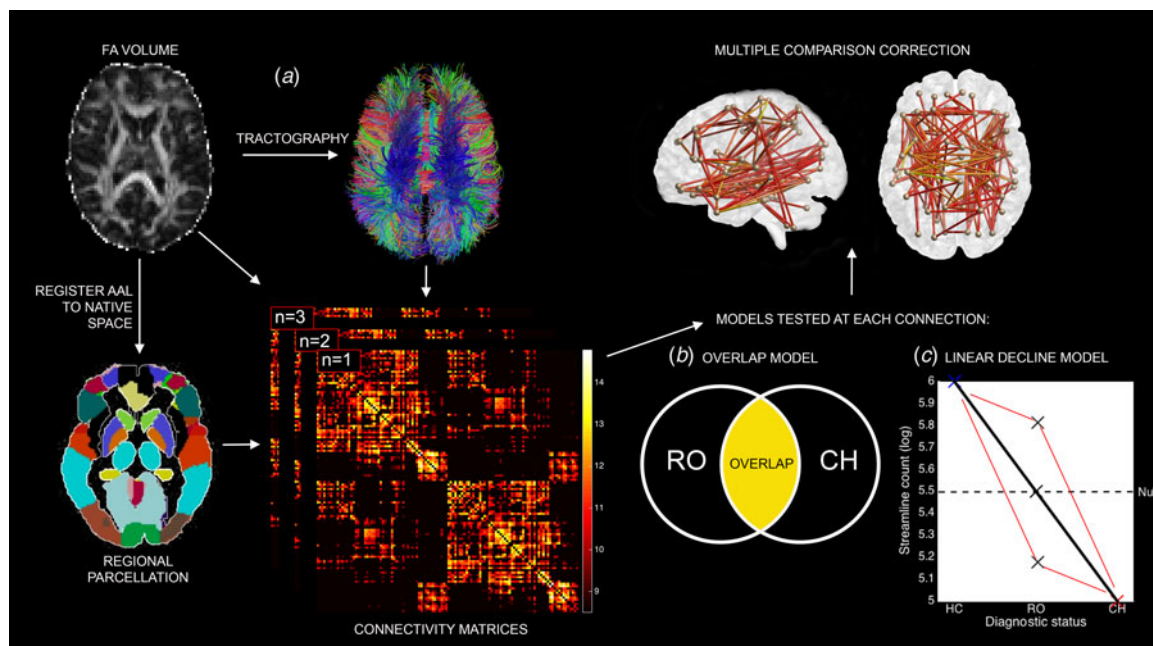 FA VOLUME
(a)
TRACTOGRAPHY
REGISTER AAL
TO NATIVE
SPACE
REGIONAL
PARCELLATION
n=3
n=2
n=1
14
13
12
11
10
9
CONNECTIVITY MATRICES
MULTIPLE COMPARISON CORRECTION
MODELS TESTED AT EACH CONNECTION:
(b) OVERLAP MODEL
RO
OVERLAP
CH
(c) LINEAR DECLINE MODEL
Streamline count (log)
6
5.9
5.8
5.7
5.6
5.5
5.4
5.3
5.2
5.1
5
Nu
HC
RO
CH
Diagnostic status